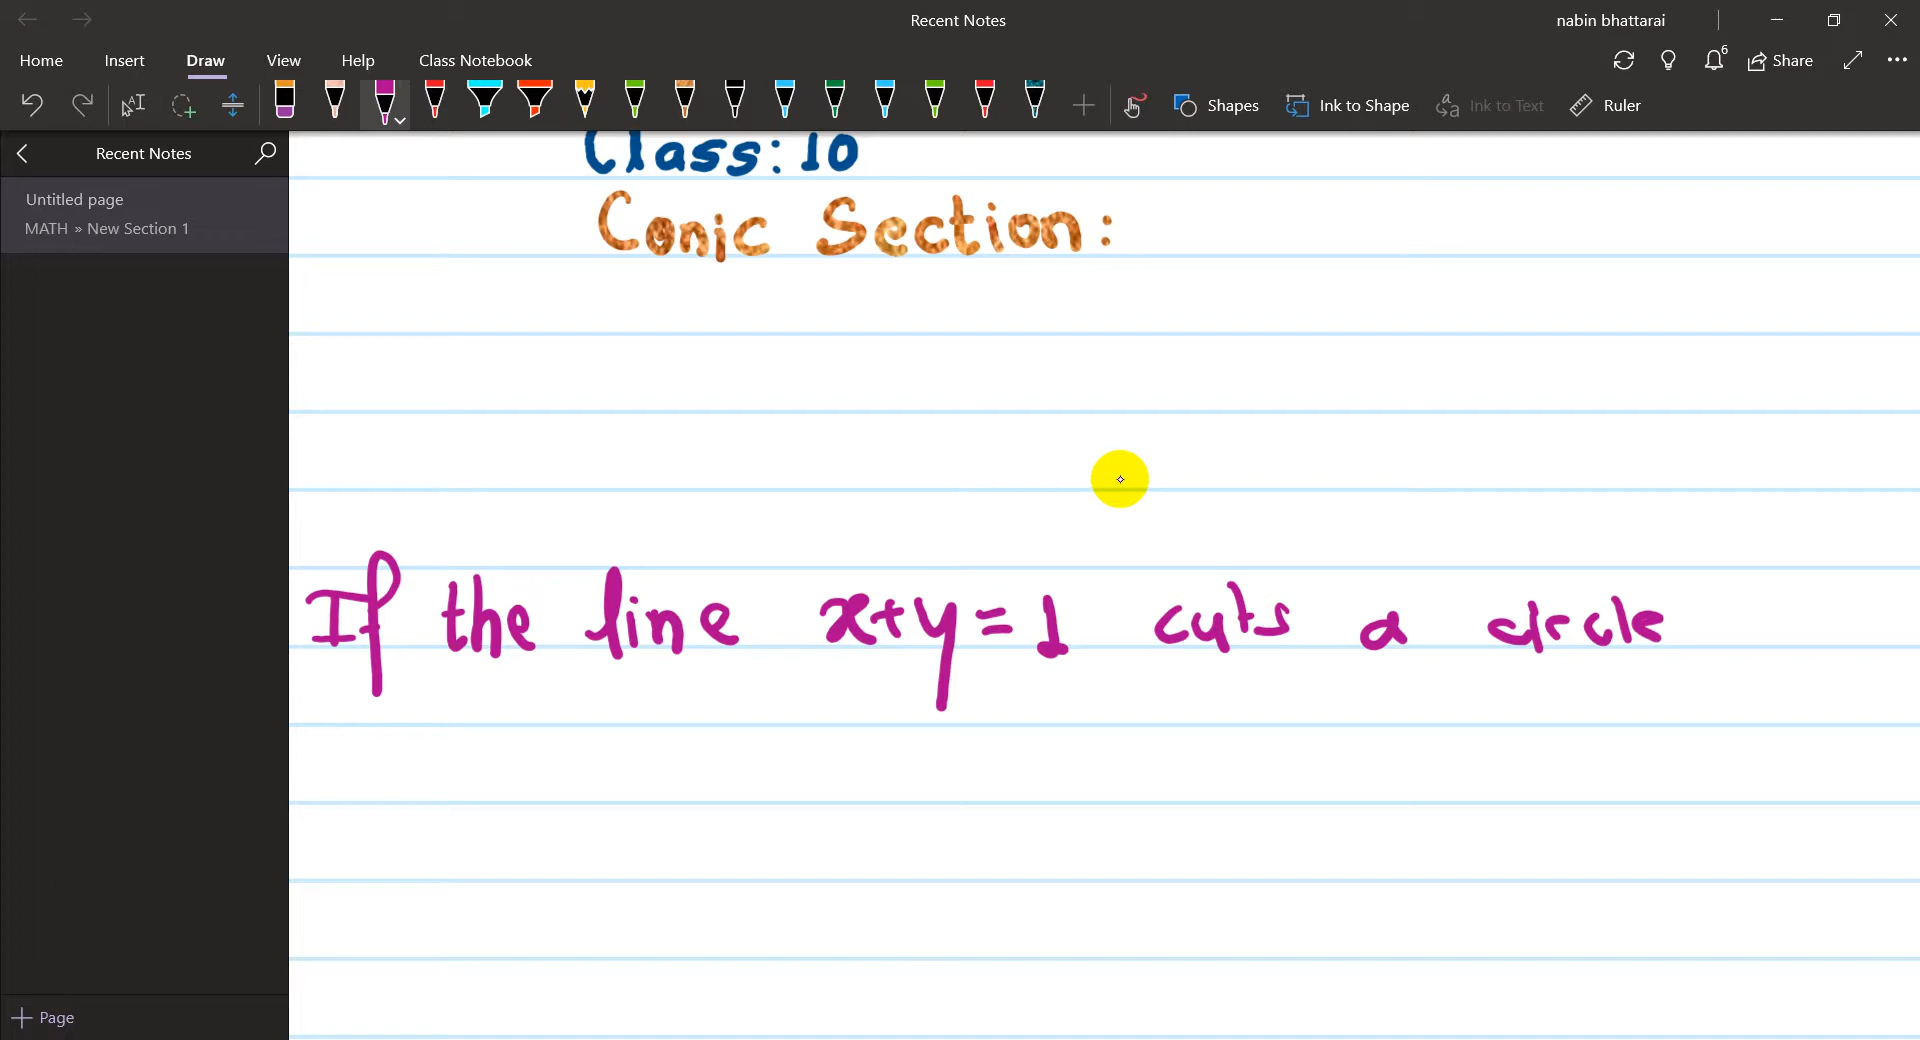 Recent Notes
nabin bhattarai
Home Insert Draw View Help Class Notebook
6
Share
Shapes Ink to Shape Ink to Text Ruler
Recent Notes
Untitled page
MATH » New Section 1
Class: 10
Conic Section:
If the line x+y=1 cuts a circle
Page